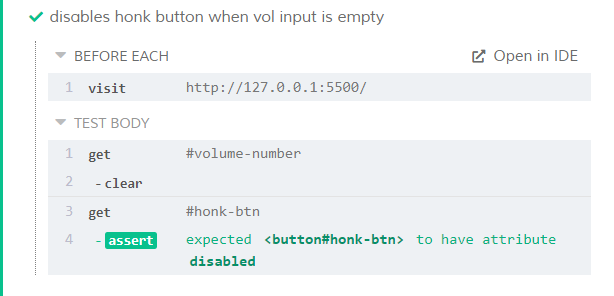 disables honk button when vol input is empty
BEFORE EACH Open in IDE
1 visit http://127.0.0.1:5500/
TEST BODY
1 get #volume-number
2 -clear
3 get #honk-btn
4 -assert expected <button#honk-btn> to have attribute
disabled